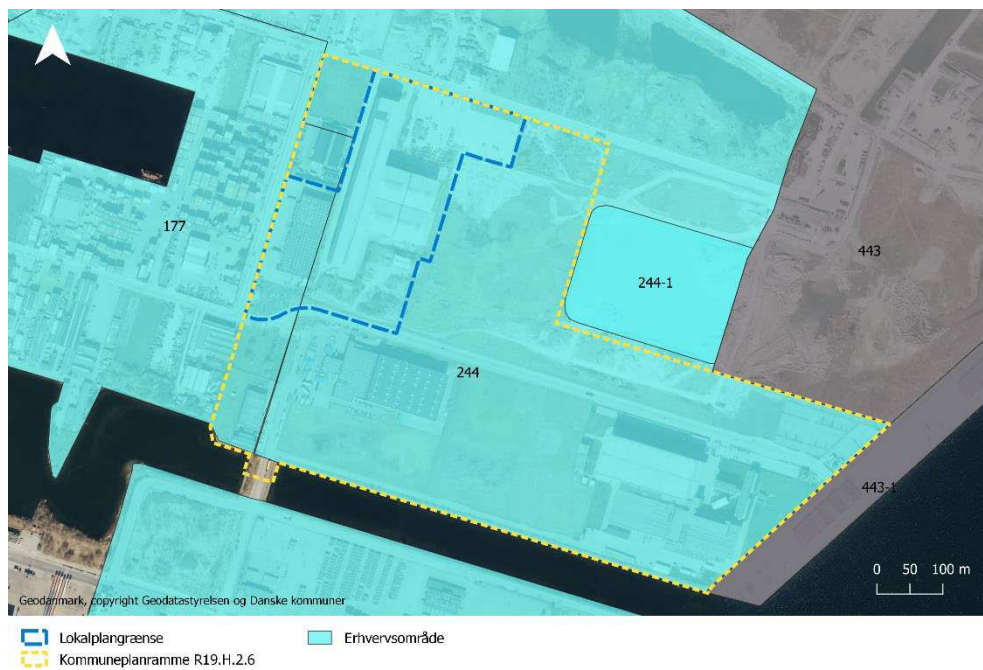 177
443
244-1
244
443-1
0 50 100 m
Geodanmark, copyright Geodatastyrelsen og Danske kommuner
Lokalplangrænse
Erhvervsområde
Kommuneplanramme R19.H.2.6